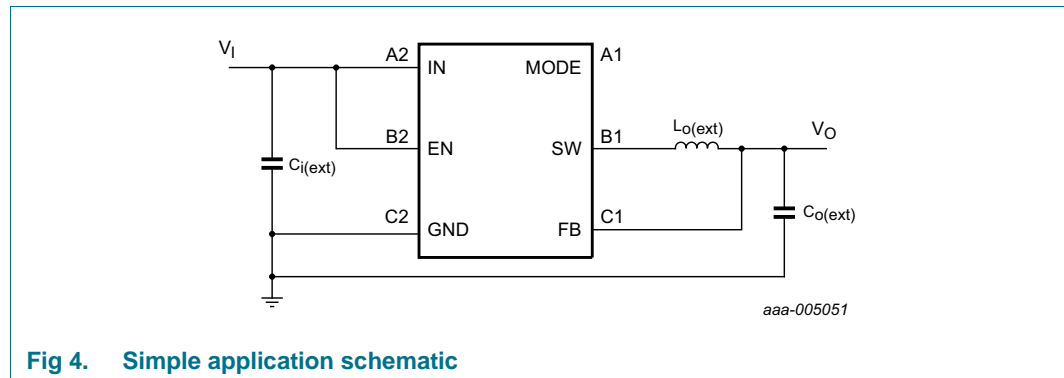 V_I
A2
IN
MODE
A1
B2
EN
SW
B1
L_o(ext)
V_O
C_i(ext)
C2
GND
FB
C1
C_o(ext)
aaa-005051
Fig 4. Simple application schematic